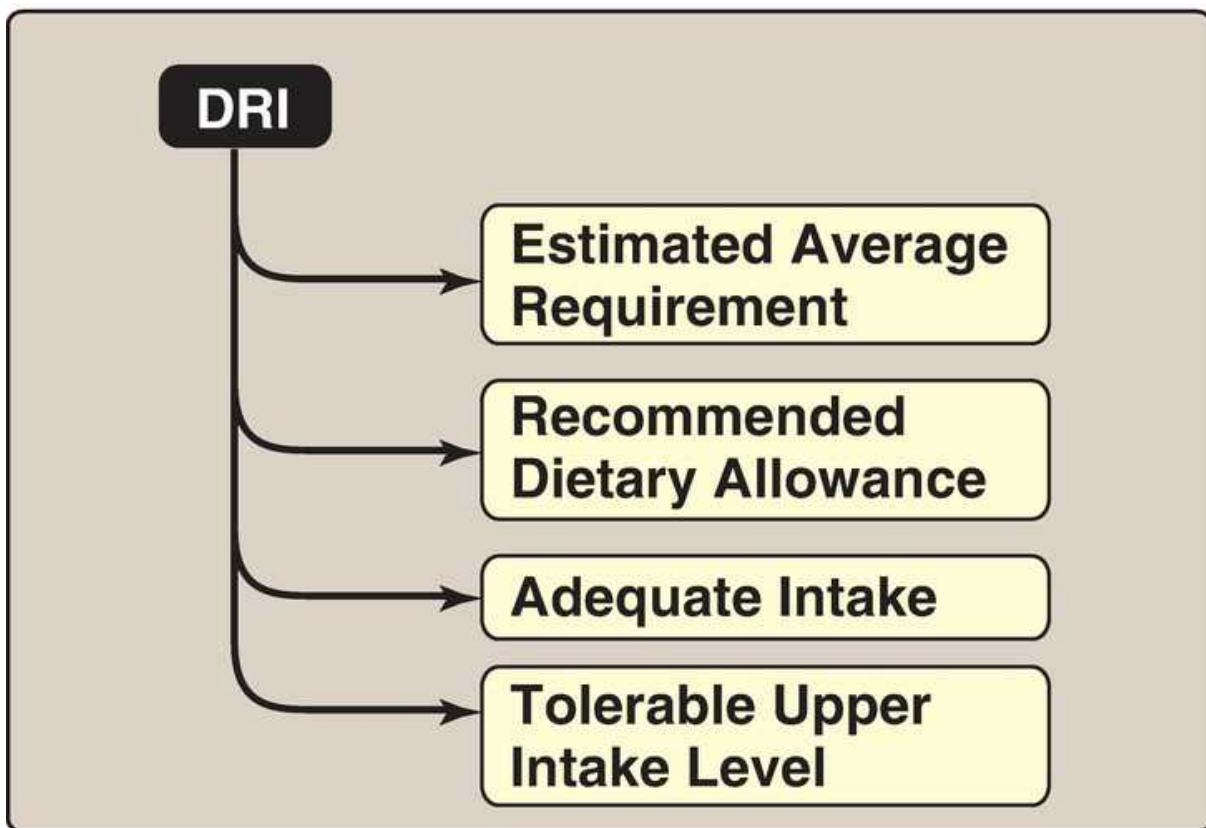 DRI
Estimated Average
Requirement
Recommended
Dietary Allowance
Adequate Intake
Tolerable Upper
Intake Level